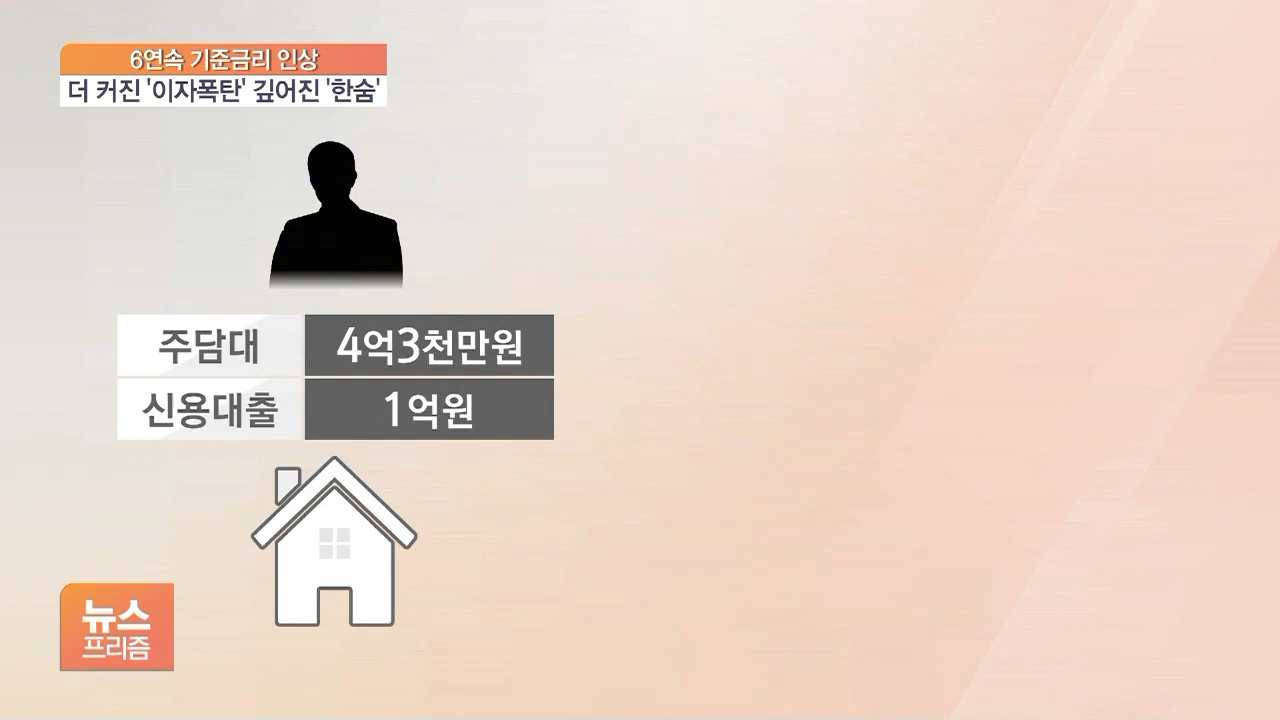 6연속 기준금리 인상
더 커진 '이자폭탄' 깊어진 '한숨'
주담대 4억3천만원
신용대출 1억원
뉴스
프리즘